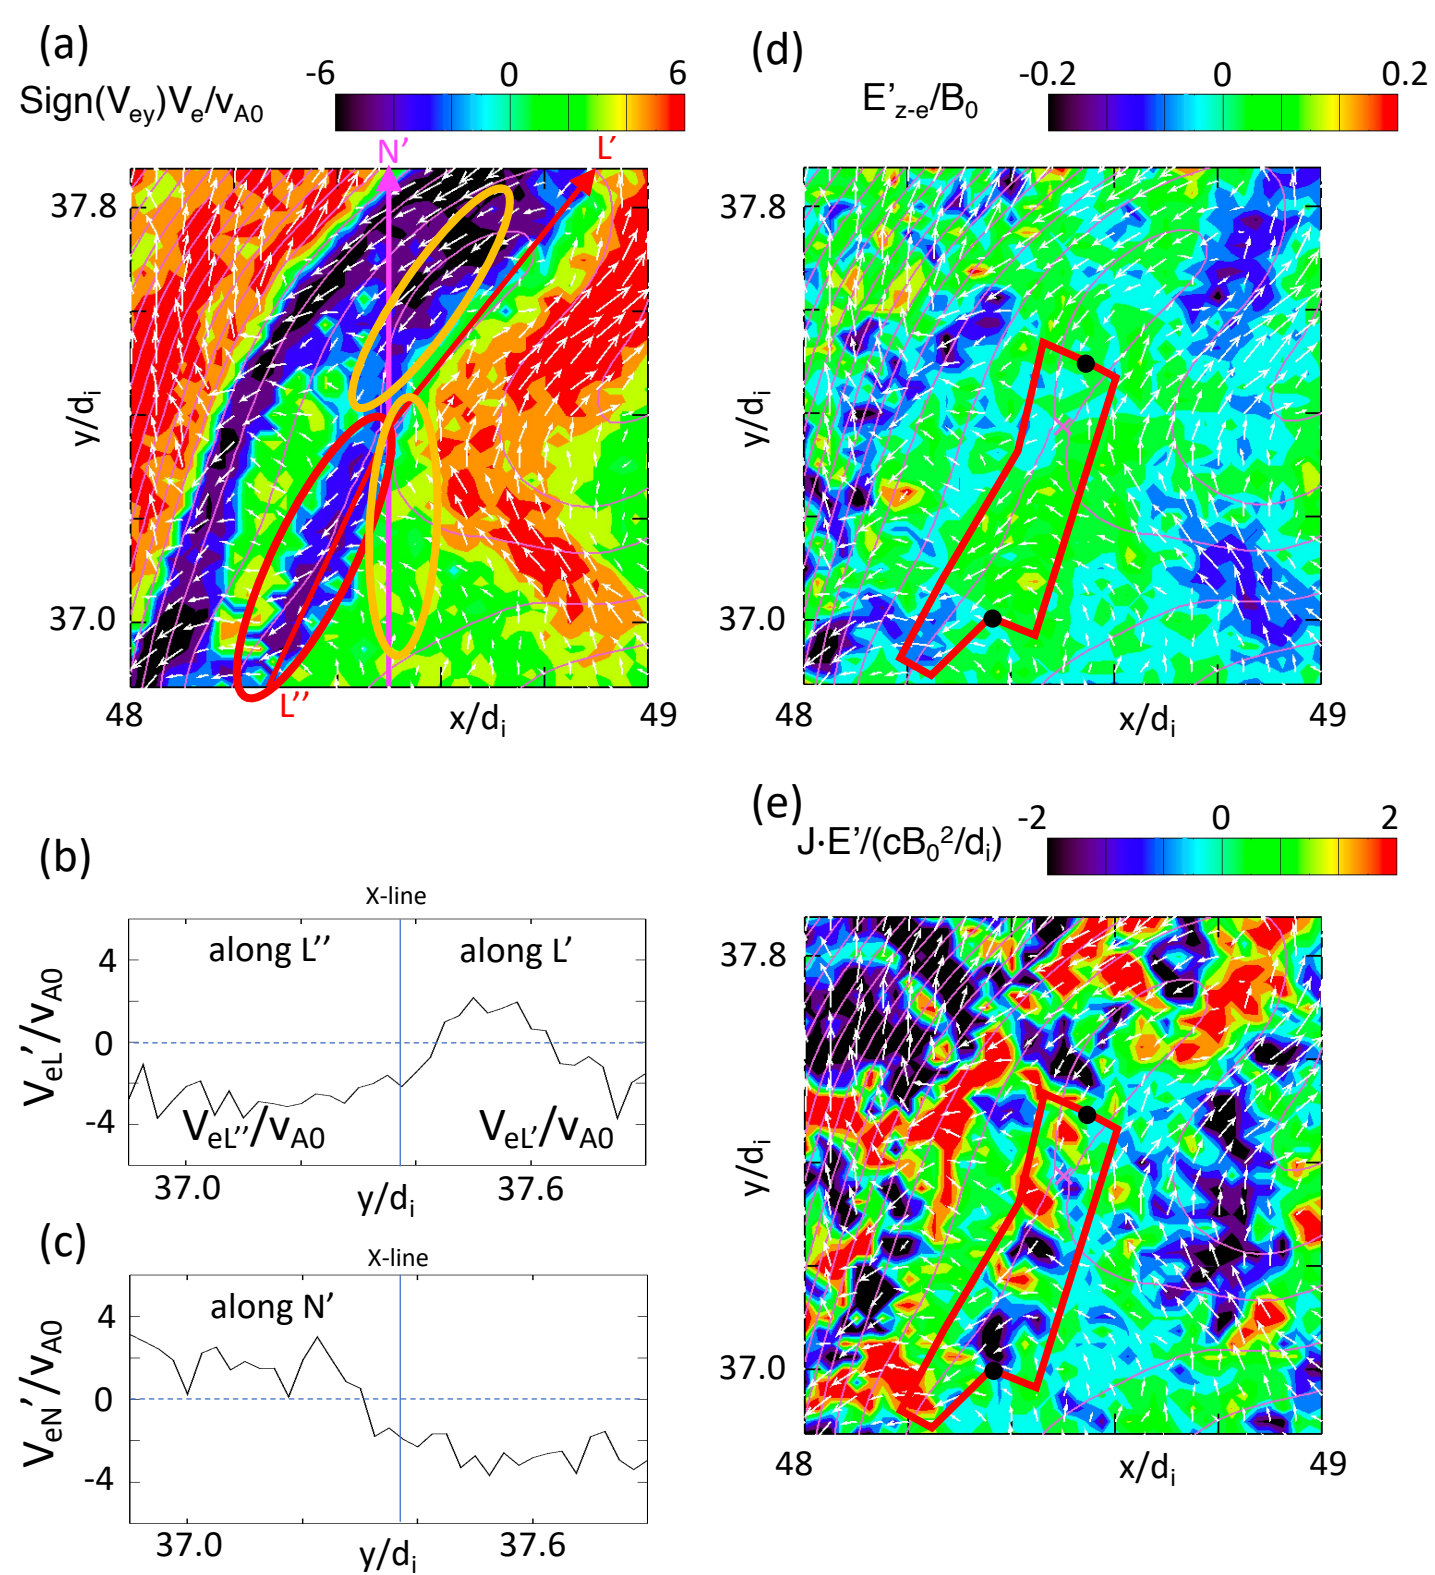 (a)
-6 0 6
Sign(Vey)Ve/vA0
N’ L’
37.8
y/di
37.0
L’’
48 x/di 49
(b)
X-line
along L’’ along L’
4
0
-4
VeL’/vA0
VeL’’/vA0 VeL’/vA0
37.0 y/di 37.6
(c)
X-line
along N’
4
0
-4
VeN’/vA0
37.0 y/di 37.6
(d)
-0.2 0 0.2
E’z-e/B0
37.8
y/di
37.0
48 x/di 49
(e)
-2 0 2
J·E’/(cB0²/di)
37.8
y/di
37.0
48 x/di 49